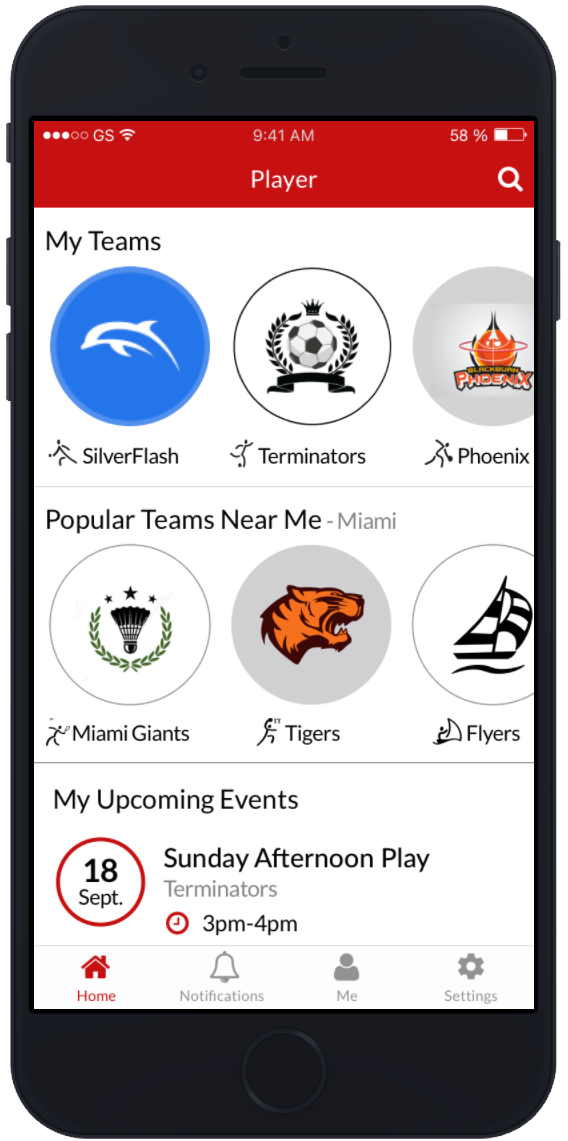 GS 9:41 AM 58 %
Player
My Teams
BLACKBURN
PHOENIX
SilverFlash Terminators Phoenix
Popular Teams Near Me - Miami
Miami Giants Tigers Flyers
My Upcoming Events
18
Sept.
Sunday Afternoon Play
Terminators
3pm-4pm
Home Notifications Me Settings